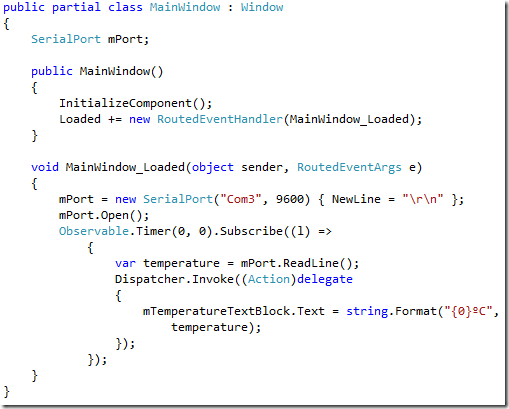 public partial class MainWindow : Window
{
    SerialPort mPort;

    public MainWindow()
    {
        InitializeComponent();
        Loaded += new RoutedEventHandler(MainWindow_Loaded);
    }

    void MainWindow_Loaded(object sender, RoutedEventArgs e)
    {
        mPort = new SerialPort("Com3", 9600) { NewLine = "\r\n" };
        mPort.Open();
        Observable.Timer(0, 0).Subscribe((l) =>
            {
                var temperature = mPort.ReadLine();
                Dispatcher.Invoke((Action)delegate
                {
                    mTemperatureTextBlock.Text = string.Format("{0}ºC",
                        temperature);
                });
            });
    }
}